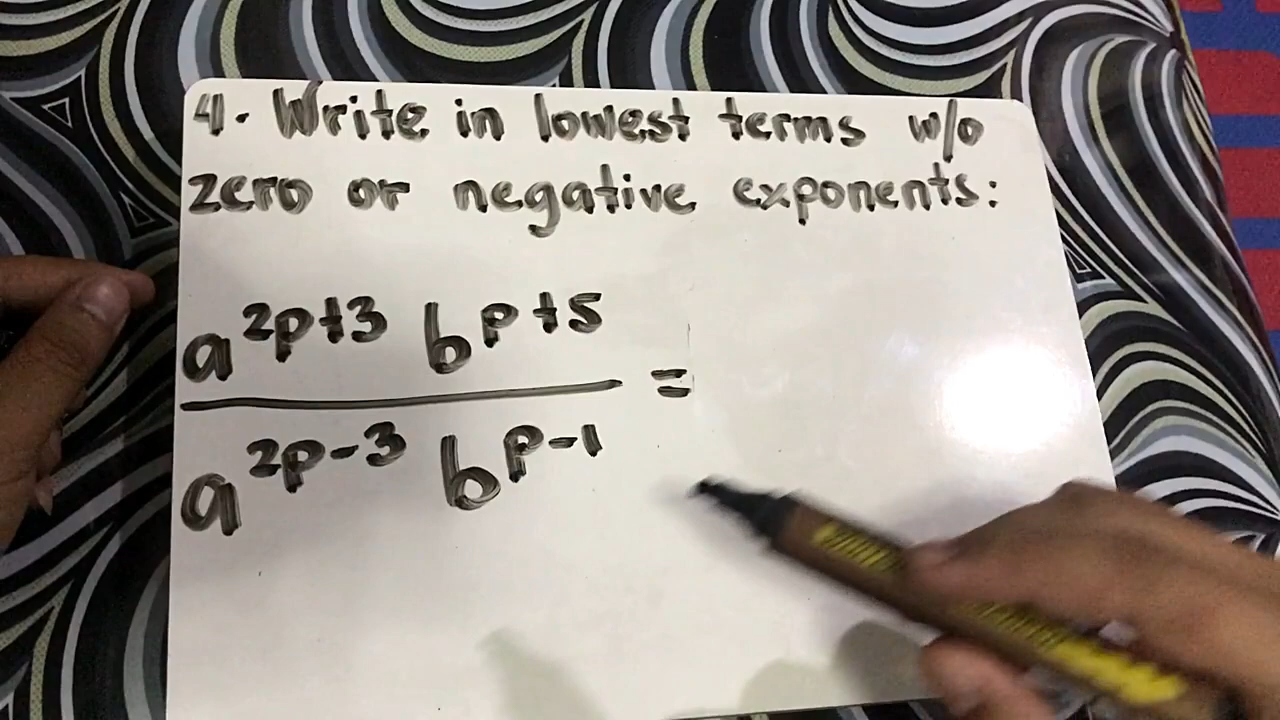 4. Write in lowest terms w/o
zero or negative exponents:
a^{2p+3} b^{p+5}
=
a^{2p-3} b^{p-1}